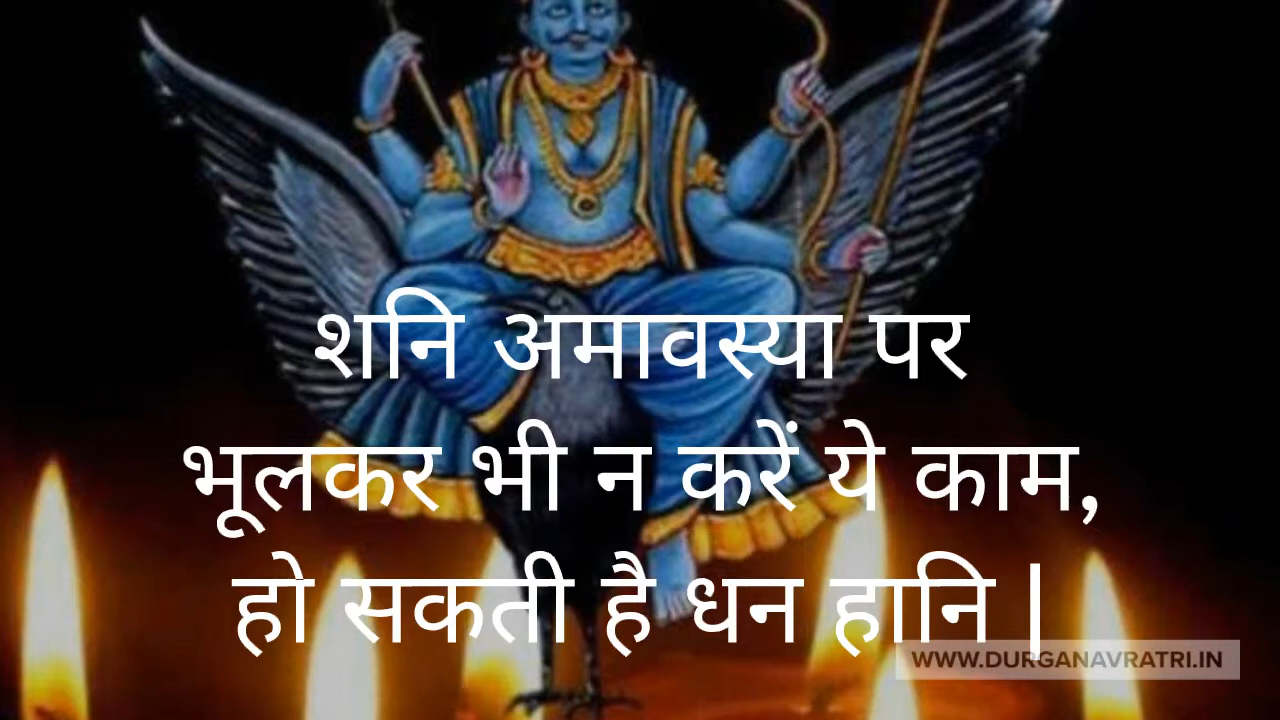 शनि अमावस्या पर
भूलकर भी न करें ये काम,
हो सकती है धन हानि |
WWW.DURGANAVRATRI.IN